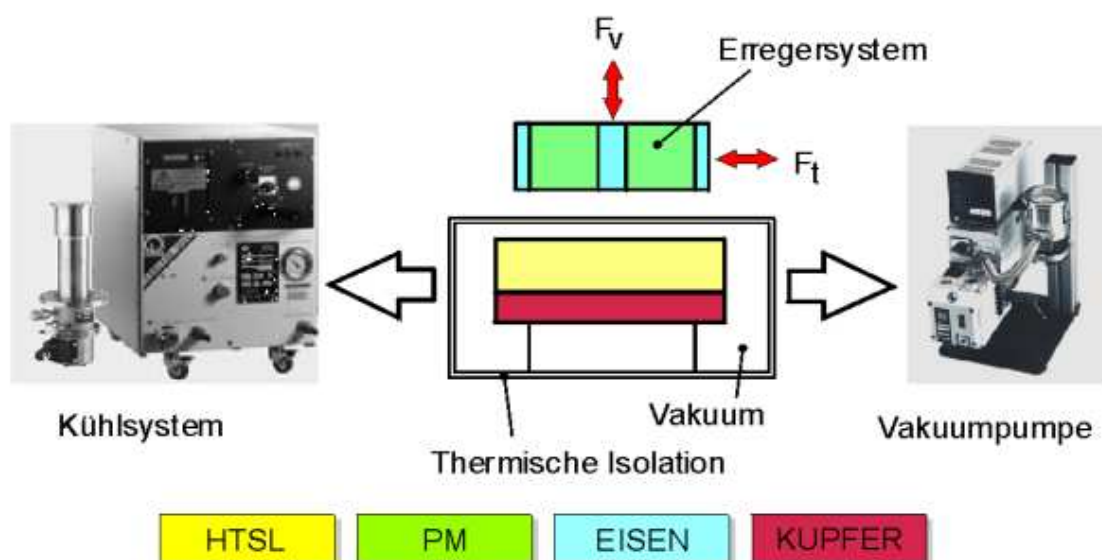 Fv
Erregersystem
Ft
Kühlsystem
Vakuum
Vakuumpumpe
Thermische Isolation
HTSL
PM
EISEN
KUPFER